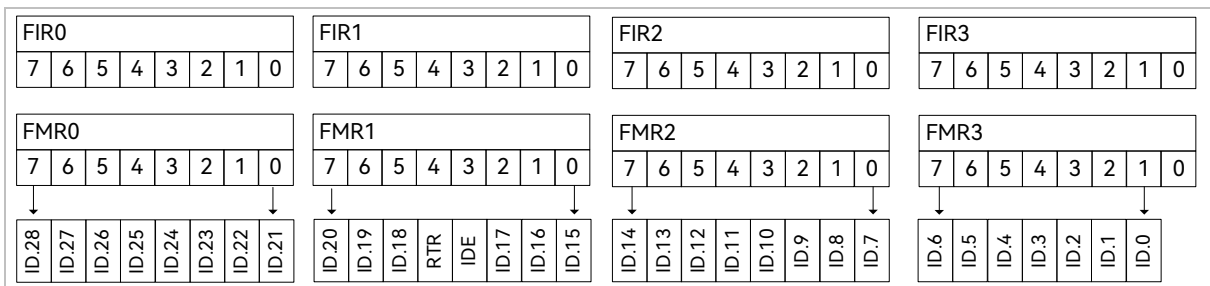 FIR0 FIR1 FIR2 FIR3
7 6 5 4 3 2 1 0 7 6 5 4 3 2 1 0 7 6 5 4 3 2 1 0 7 6 5 4 3 2 1 0
FMR0 FMR1 FMR2 FMR3
7 6 5 4 3 2 1 0 7 6 5 4 3 2 1 0 7 6 5 4 3 2 1 0 7 6 5 4 3 2 1 0
ID.28 ID.27 ID.26 ID.25 ID.24 ID.23 ID.22 ID.21 ID.20 ID.19 ID.18 RTR IDE ID.17 ID.16 ID.15 ID.14 ID.13 ID.12 ID.11 ID.10 ID.9 ID.8 ID.7 ID.6 ID.5 ID.4 ID.3 ID.2 ID.1 ID.0